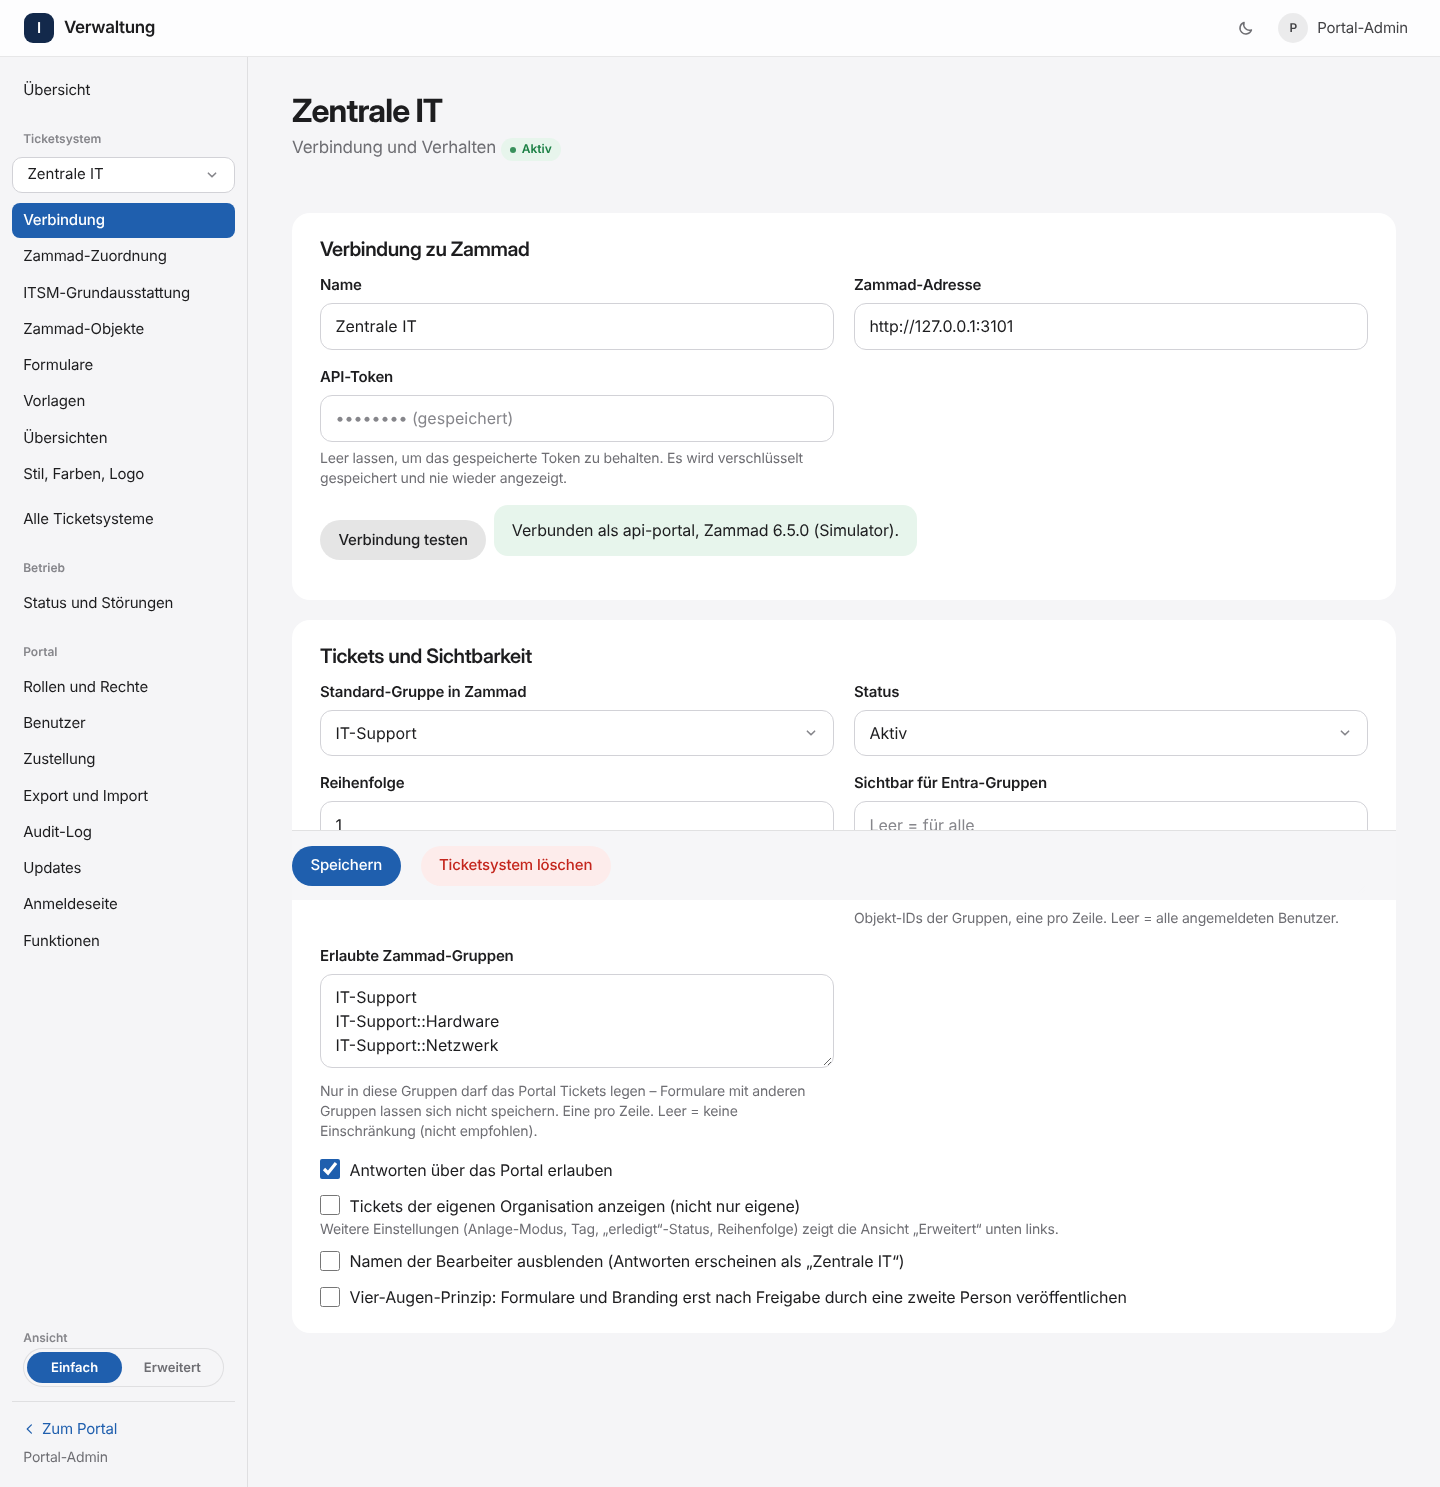 I Verwaltung
P Portal-Admin
Übersicht
Ticketsystem
Zentrale IT
Verbindung
Zammad-Zuordnung
ITSM-Grundausstattung
Zammad-Objekte
Formulare
Vorlagen
Übersichten
Stil, Farben, Logo
Alle Ticketsysteme
Betrieb
Status und Störungen
Portal
Rollen und Rechte
Benutzer
Zustellung
Export und Import
Audit-Log
Updates
Anmeldeseite
Funktionen
Ansicht
Einfach Erweitert
Zum Portal
Portal-Admin
Zentrale IT
Verbindung und Verhalten Aktiv
Verbindung zu Zammad
Name Zammad-Adresse
Zentrale IT http://127.0.0.1:3101
API-Token
•••••••• (gespeichert)
Leer lassen, um das gespeicherte Token zu behalten. Es wird verschlüsselt
gespeichert und nie wieder angezeigt.
Verbindung testen Verbunden als api-portal, Zammad 6.5.0 (Simulator).
Tickets und Sichtbarkeit
Standard-Gruppe in Zammad Status
IT-Support Aktiv
Reihenfolge Sichtbar für Entra-Gruppen
1 Leer = für alle
Speichern Ticketsystem löschen
Objekt-IDs der Gruppen, eine pro Zeile. Leer = alle angemeldeten Benutzer.
Erlaubte Zammad-Gruppen
IT-Support
IT-Support::Hardware
IT-Support::Netzwerk
Nur in diese Gruppen darf das Portal Tickets legen – Formulare mit anderen
Gruppen lassen sich nicht speichern. Eine pro Zeile. Leer = keine
Einschränkung (nicht empfohlen).
Antworten über das Portal erlauben
Tickets der eigenen Organisation anzeigen (nicht nur eigene)
Weitere Einstellungen (Anlage-Modus, Tag, „erledigt“-Status, Reihenfolge) zeigt die Ansicht „Erweitert“ unten links.
Namen der Bearbeiter ausblenden (Antworten erscheinen als „Zentrale IT“)
Vier-Augen-Prinzip: Formulare und Branding erst nach Freigabe durch eine zweite Person veröffentlichen